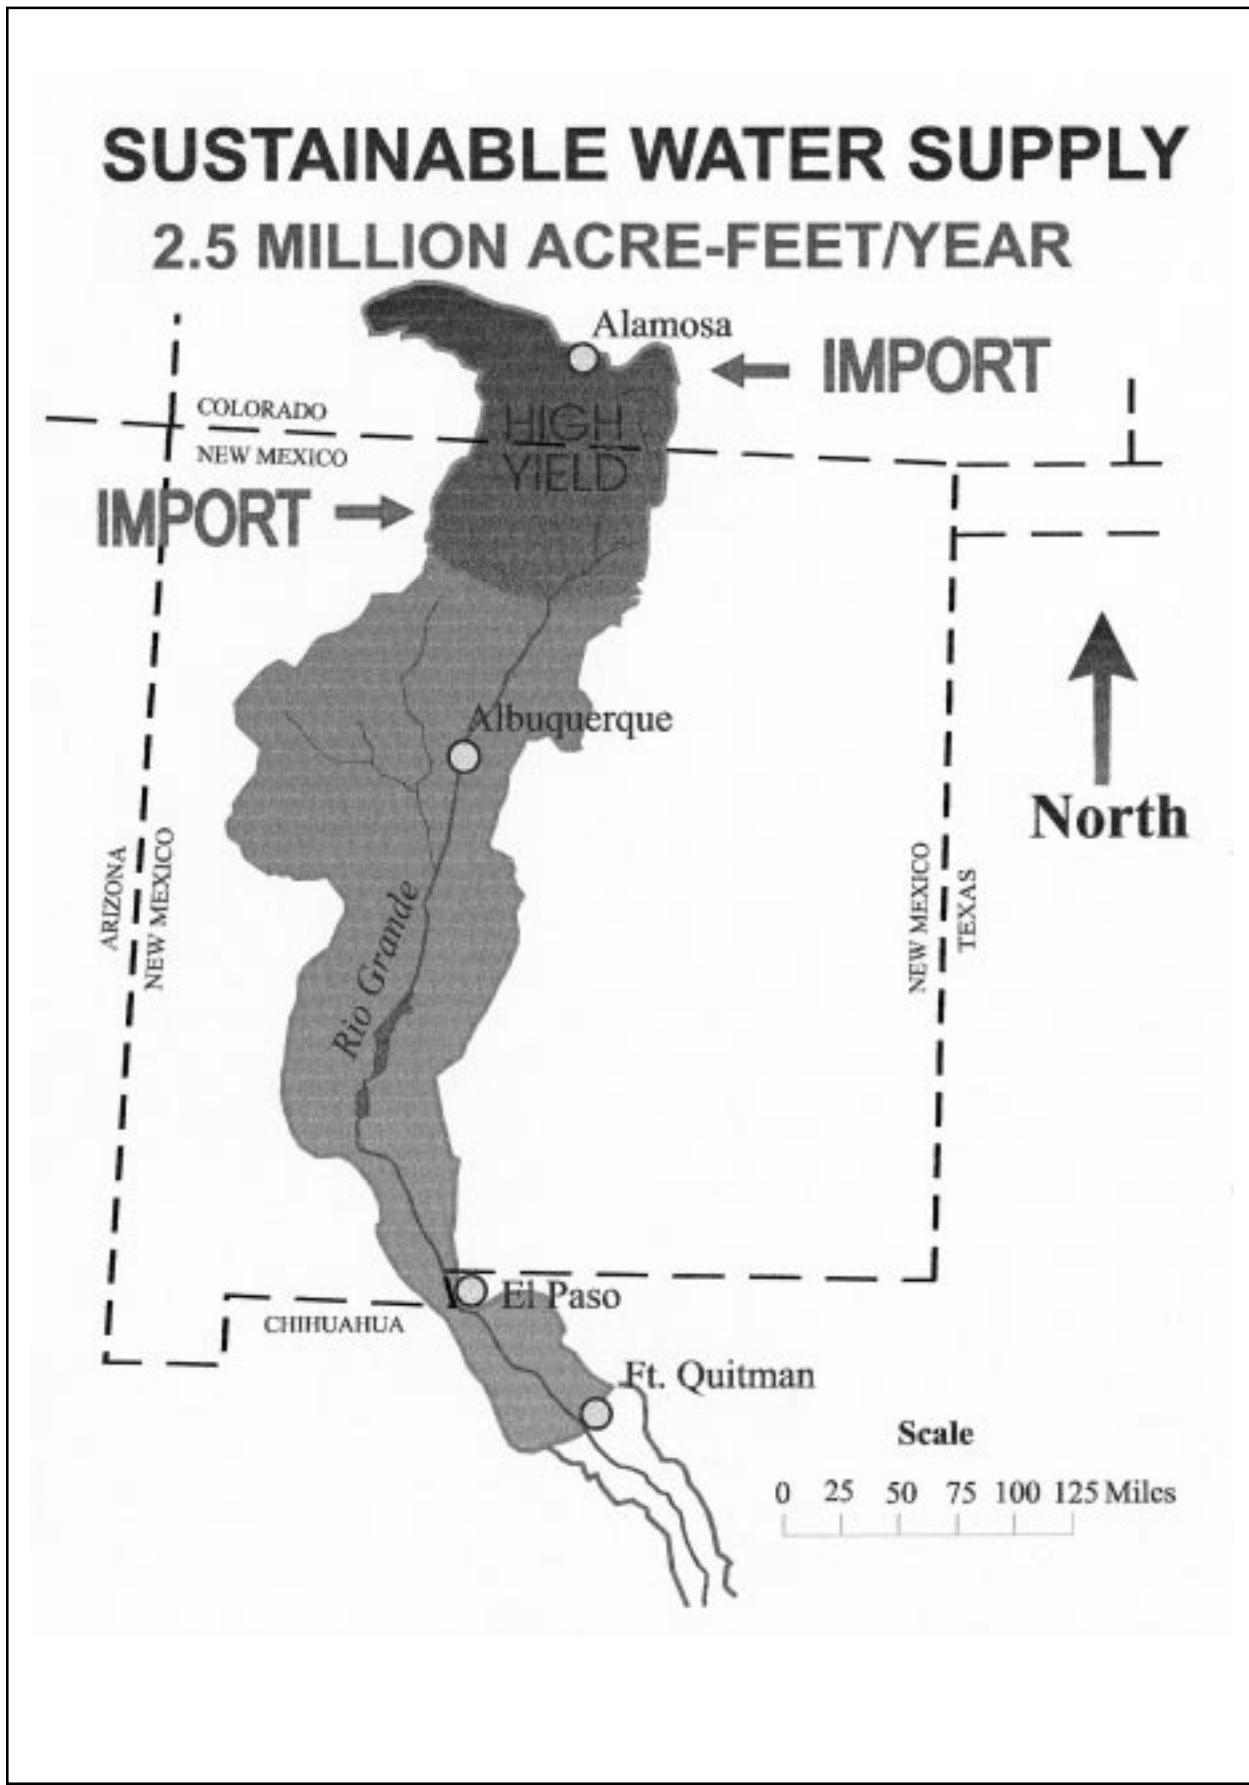 SUSTAINABLE WATER SUPPLY
2.5 MILLION ACRE-FEET/YEAR
Alamosa
IMPORT
COLORADO
HIGH
YIELD
NEW MEXICO
IMPORT
North
Albuquerque
ARIZONA
NEW MEXICO
Rio Grande
NEW MEXICO
TEXAS
El Paso
CHIHUAHUA
Ft. Quitman
Scale
0 25 50 75 100 125 Miles